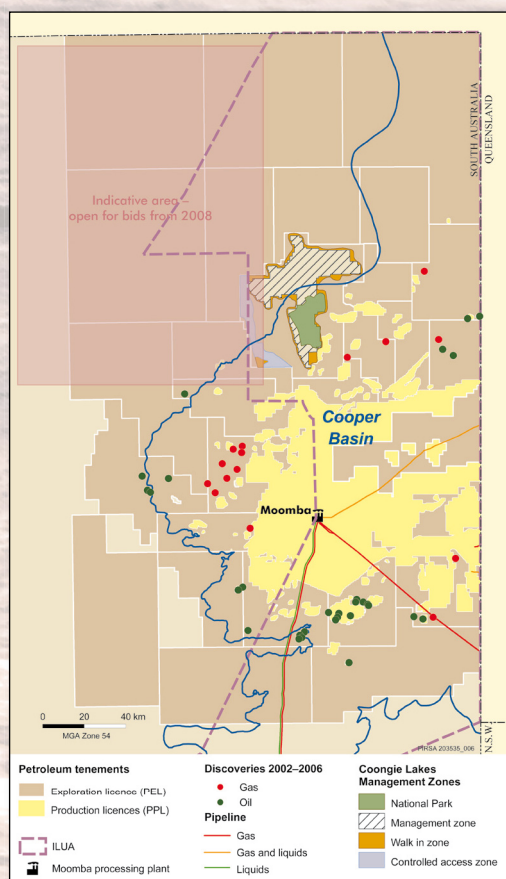 SOUTH AUSTRALIA
QUEENSLAND
Indicative area –
open for bids from 2008
Cooper
Basin
Moomba
0 20 40 km
MGA Zone 54
PIRSA 203535_006
N.S.W.
Petroleum tenements
Exploration licence (PEL)
Production licences (PPL)
ILUA
Moomba processing plant
Discoveries 2002–2006
Gas
Oil
Pipeline
Gas
Gas and liquids
Liquids
Coongie Lakes
Management Zones
National Park
Management zone
Walk in zone
Controlled access zone